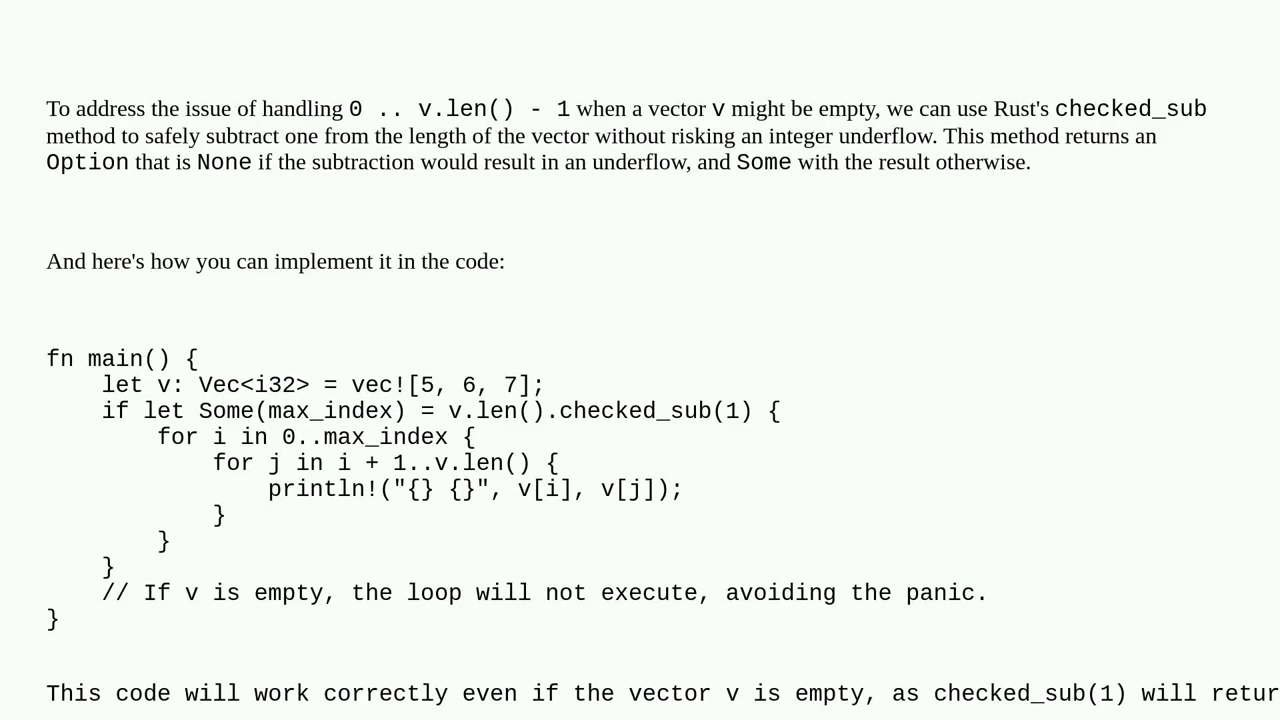 To address the issue of handling 0 .. v.len() - 1 when a vector v might be empty, we can use Rust's checked_sub
method to safely subtract one from the length of the vector without risking an integer underflow. This method returns an
Option that is None if the subtraction would result in an underflow, and Some with the result otherwise.
And here's how you can implement it in the code:
fn main() {
    let v: Vec<i32> = vec![5, 6, 7];
    if let Some(max_index) = v.len().checked_sub(1) {
        for i in 0..max_index {
            for j in i + 1..v.len() {
                println!("{} {}", v[i], v[j]);
            }
        }
    }
    // If v is empty, the loop will not execute, avoiding the panic.
}
This code will work correctly even if the vector v is empty, as checked_sub(1) will